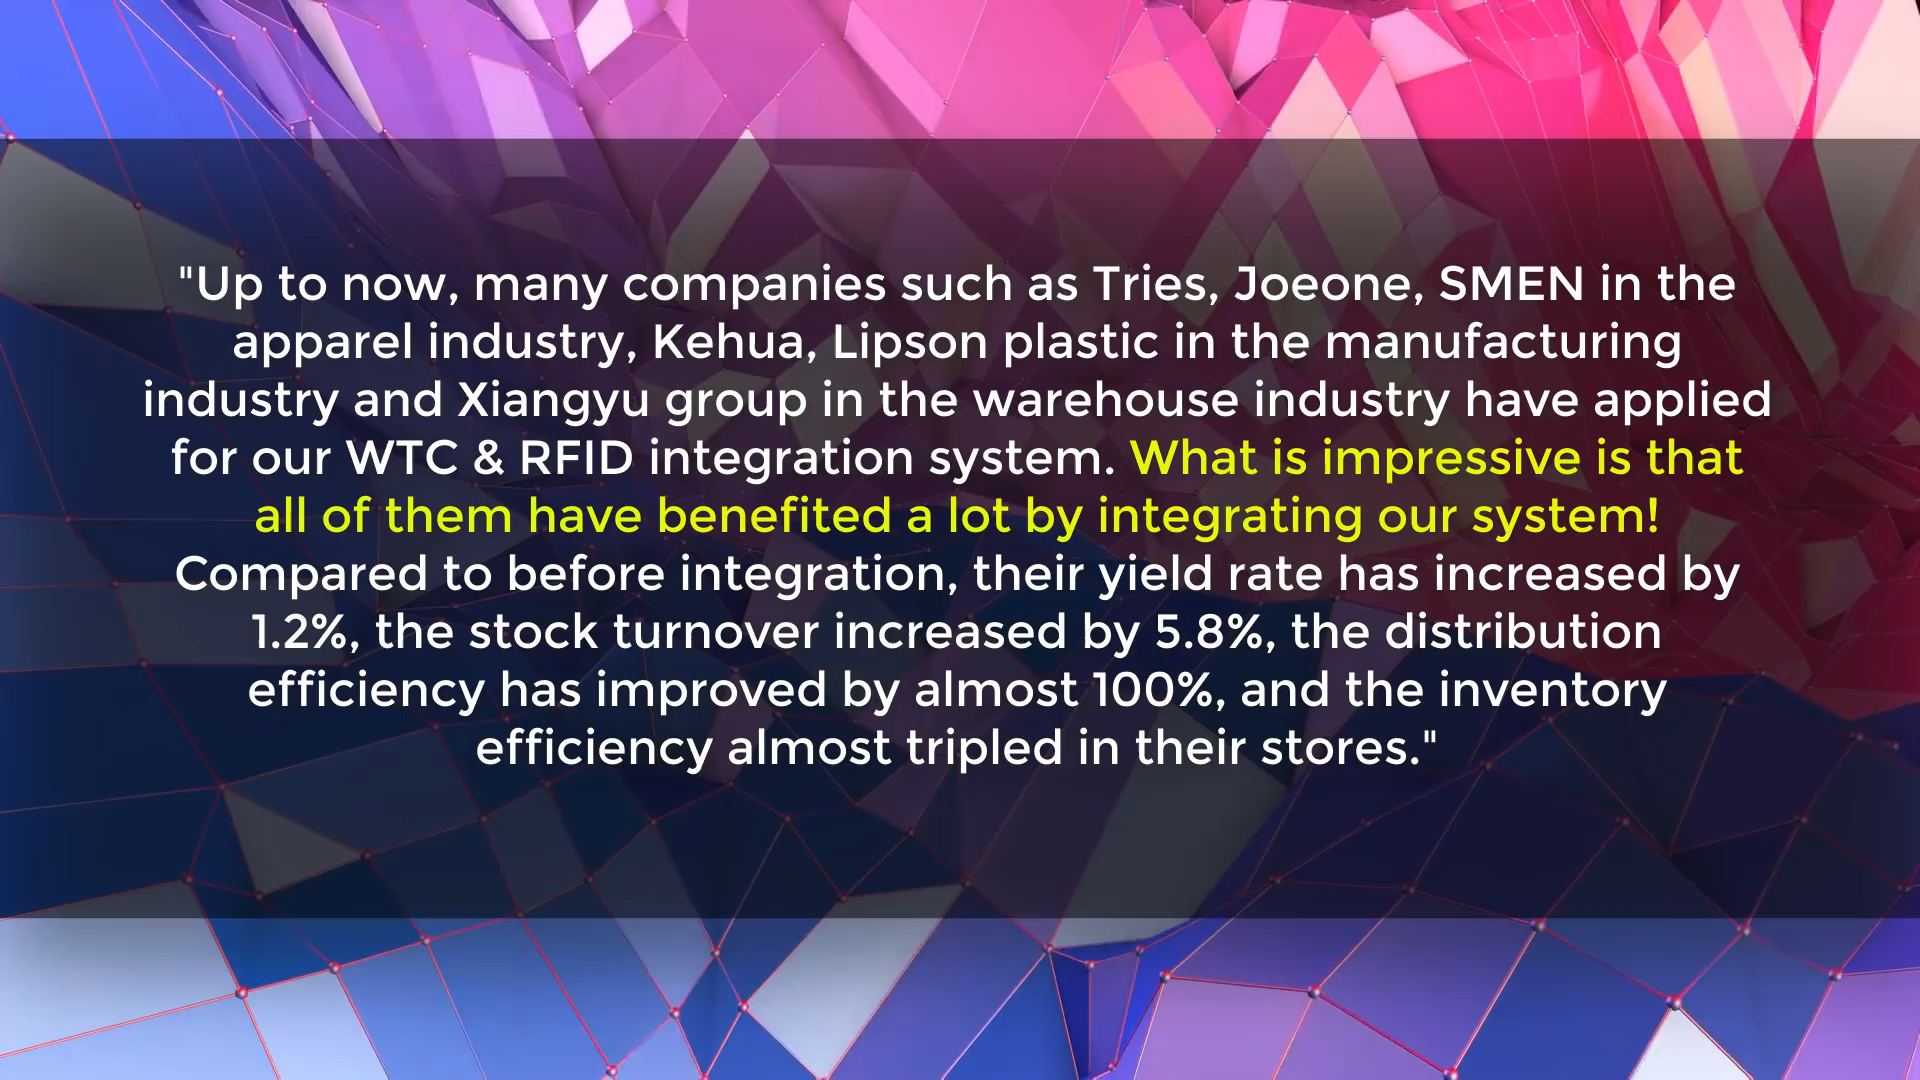 "Up to now, many companies such as Tries, Joeone, SMEN in the
apparel industry, Kehua, Lipson plastic in the manufacturing
industry and Xiangyu group in the warehouse industry have applied
for our WTC & RFID integration system. What is impressive is that
all of them have benefited a lot by integrating our system!
Compared to before integration, their yield rate has increased by
1.2%, the stock turnover increased by 5.8%, the distribution
efficiency has improved by almost 100%, and the inventory
efficiency almost tripled in their stores."